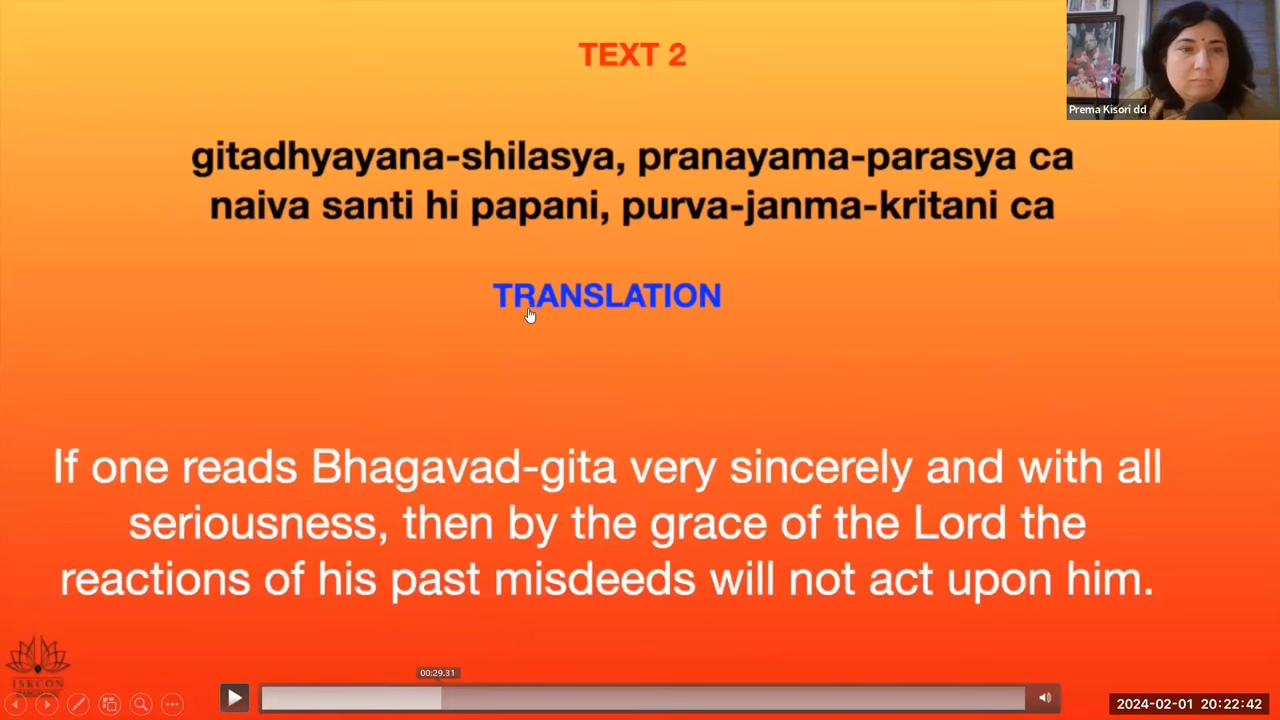 TEXT 2
Prema Kisori dd
gitadhyayana-shilasya, pranayama-parasya ca
naiva santi hi papani, purva-janma-kritani ca
TRANSLATION
If one reads Bhagavad-gita very sincerely and with all
seriousness, then by the grace of the Lord the
reactions of his past misdeeds will not act upon him.
ISKCON
00:29.31
2024-02-01 20:22:42